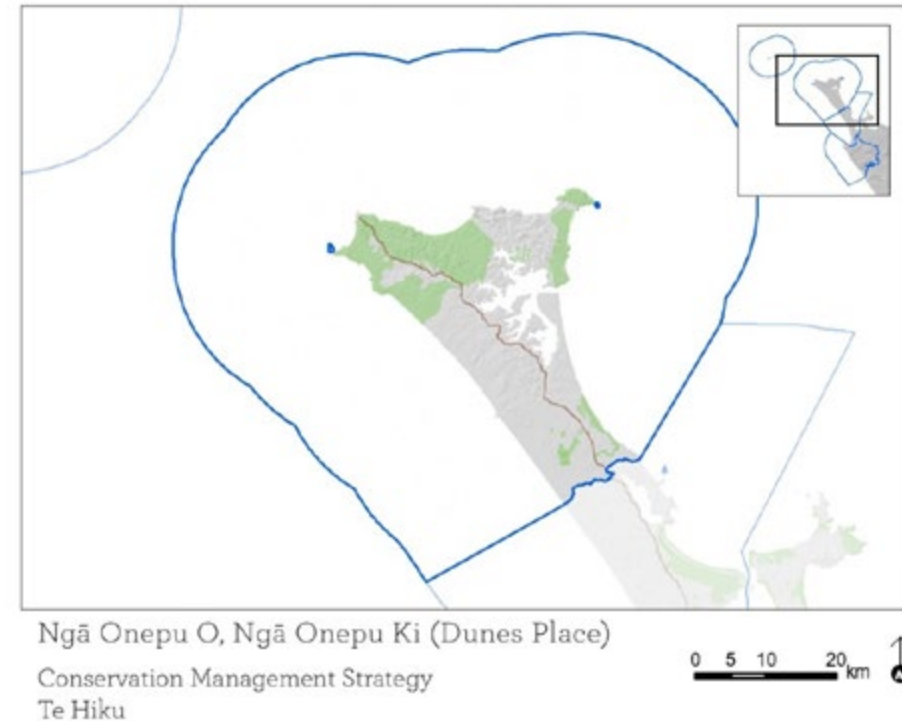 Ngā Onepu O, Ngā Onepu Ki (Dunes Place)
Conservation Management Strategy
Te Hiku
0 5 10 20 km